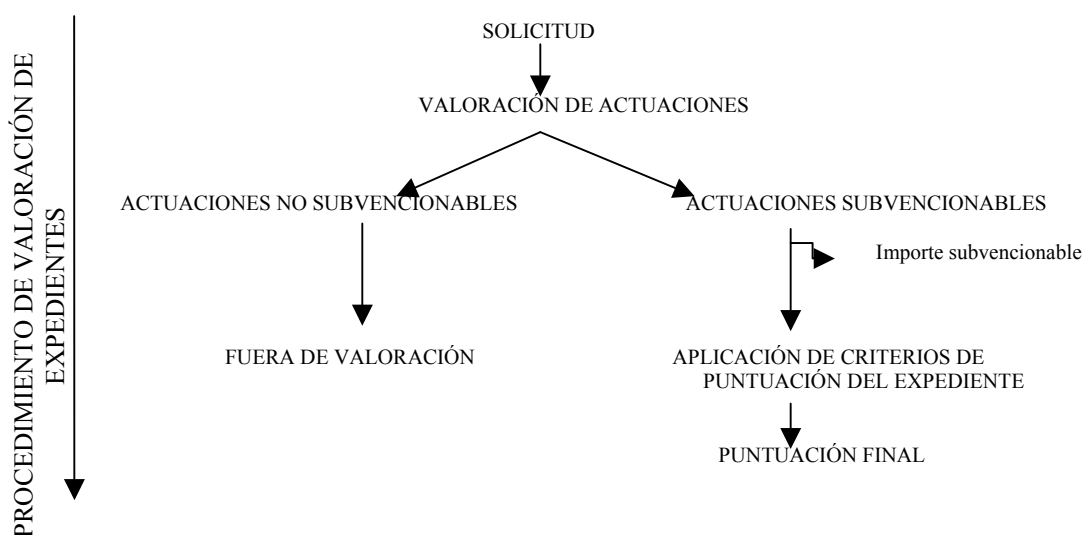 PROCEDIMIENTO DE VALORACIÓN DE
EXPEDIENTES
SOLICITUD
VALORACIÓN DE ACTUACIONES
ACTUACIONES NO SUBVENCIONABLES
ACTUACIONES SUBVENCIONABLES
Importe subvencionable
FUERA DE VALORACIÓN
APLICACIÓN DE CRITERIOS DE
PUNTUACIÓN DEL EXPEDIENTE
PUNTUACIÓN FINAL